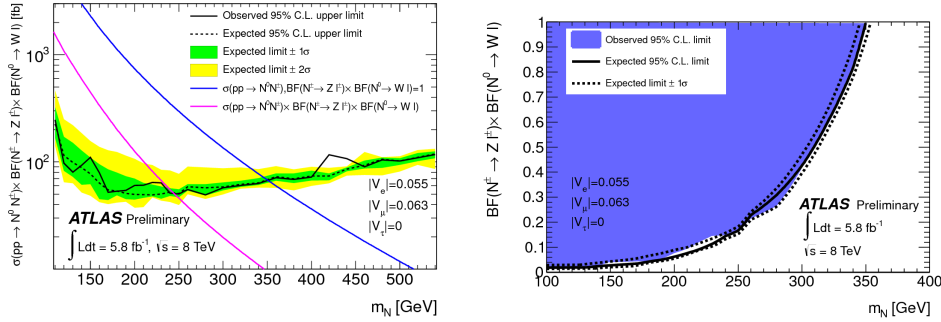 σ(pp → N⁰ N±)× BF(N± → Z l±)× BF(N⁰ → W l) [fb]
Observed 95% C.L. upper limit
Expected 95% C.L. upper limit
Expected limit ± 1σ
Expected limit ± 2σ
σ(pp → N⁰N±),BF(N± → Z l±)× BF(N⁰ → W l)=1
σ(pp → N⁰N±)× BF(N± → Z l±)× BF(N⁰ → W l)
10³
10²
|V_e|=0.055
|V_μ|=0.063
|V_τ|=0
ATLAS Preliminary
∫ Ldt = 5.8 fb⁻¹, √s = 8 TeV
150 200 250 300 350 400 450 500
m_N [GeV]
BF(N± → Z l±)× BF(N⁰ → W l)
Observed 95% C.L. limit
Expected 95% C.L. limit
Expected limit ± 1σ
1
0.9
0.8
0.7
0.6
0.5
0.4
0.3
0.2
0.1
0
|V_e|=0.055
|V_μ|=0.063
|V_τ|=0
ATLAS Preliminary
∫ Ldt = 5.8 fb⁻¹
√s = 8 TeV
100 150 200 250 300 350 400
m_N [GeV]